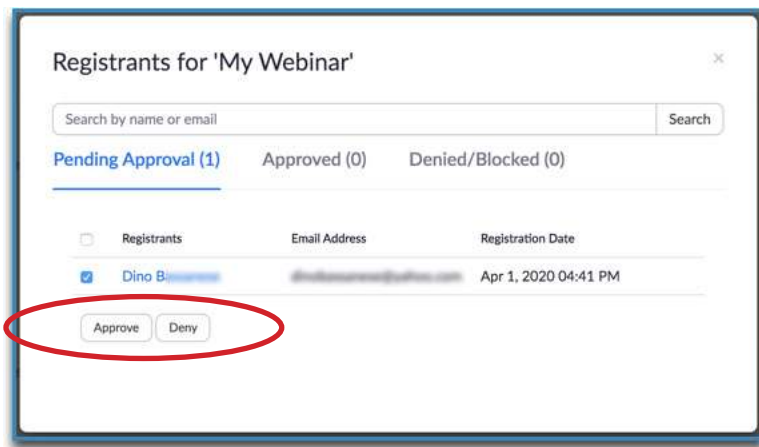 Registrants for 'My Webinar'
×
Search by name or email
Search
Pending Approval (1) Approved (0) Denied/Blocked (0)
Registrants Email Address Registration Date
Dino Apr 1, 2020 04:41 PM
Approve Deny